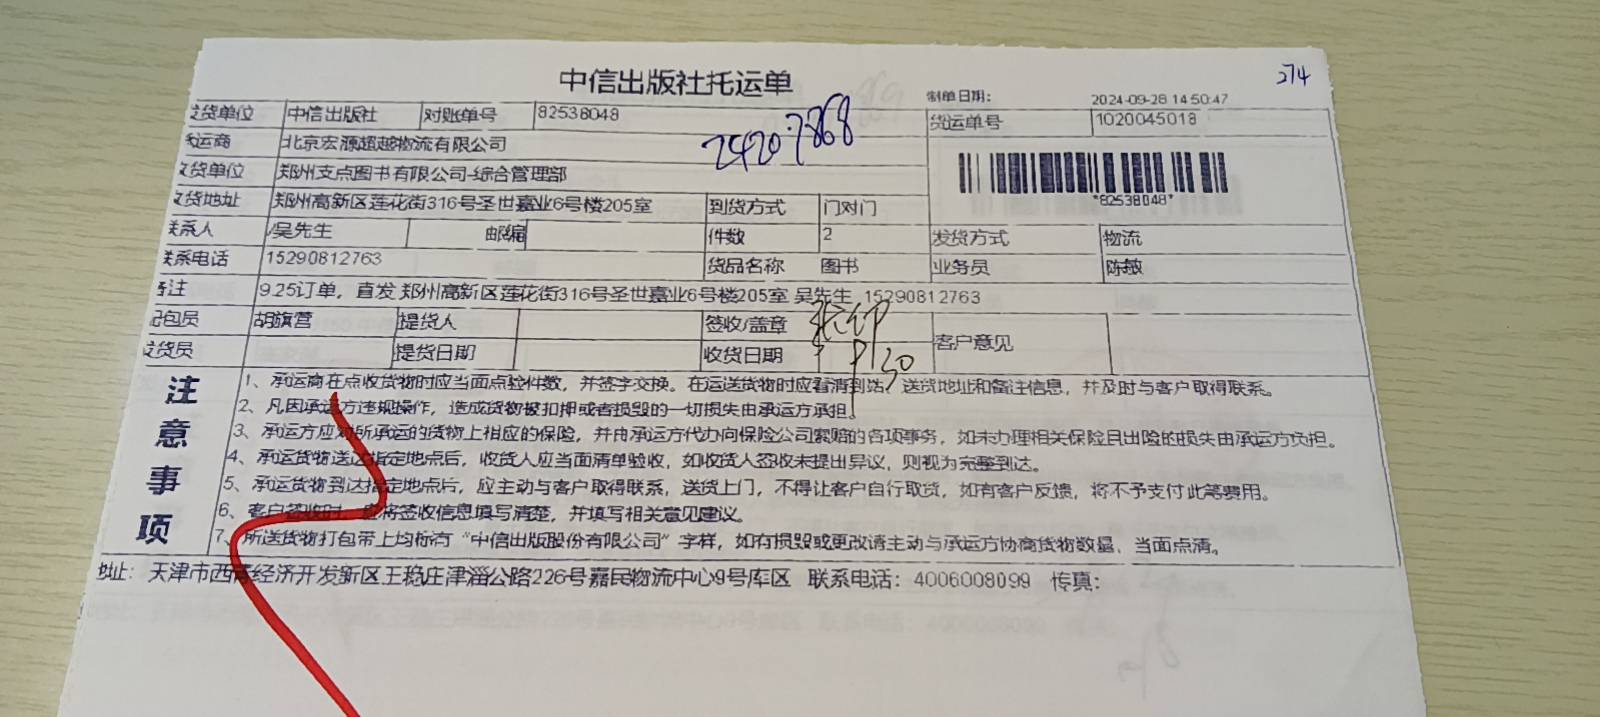 274
中信出版社托运单
制单日期： 2024-09-28 14:50:47
发货单位 中信出版社 对账单号 82538048 货运单号 1020045018
24207868
承运商 北京宏源超越物流有限公司
收货单位 郑州支点图书有限公司-综合管理部
*82538048*
收货地址 郑州高新区莲花街316号圣世嘉业6号楼205室 到货方式 门对门
联系人 /吴先生 邮编 件数 2 发货方式 物流
联系电话 15290812763 货品名称 图书 业务员 陈敏
备注 9.25订单，直发 郑州高新区莲花街316号圣世嘉业6号楼205室 吴先生 15290812763
配包员 胡旗营 提货人 签收/盖章 客户意见
发货员 提货日期 收货日期 9/30
注意事项
1、承运商在点收货物时应当面点验件数，并签字交换。在运送货物时应看清到站，送货地址和备注信息，并及时与客户取得联系。
2、凡因承运方违规操作，造成货物被扣押或者损毁的一切损失由承运方承担。
3、承运方应对所承运的货物上相应的保险，并由承运方代办向保险公司索赔的各项事务，如未办理相关保险且出险的损失由承运方负担。
4、承运货物送达指定地点后，收货人应当面清单验收，如收货人签收未提出异议，则视为完整到达。
5、承运货物到达指定地点后，应主动与客户取得联系，送货上门，不得让客户自行取货，如有客户反馈，将不予支付此笔费用。
6、客户签收时，应将签收信息填写清楚，并填写相关意见建议。
7、所送货物打包带上均标有“中信出版股份有限公司”字样，如有损毁或更改请主动与承运方协商货物数量、当面点清。
地址：天津市西青经济开发新区王稳庄津淄公路226号嘉民物流中心9号库区 联系电话：4006008099 传真：